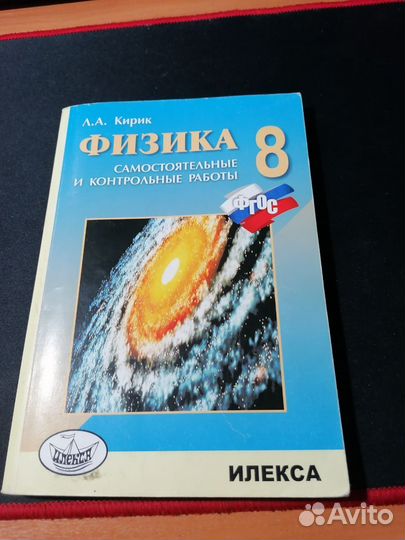 Л.А. Кирик
ФИЗИКА
8
САМОСТОЯТЕЛЬНЫЕ
И КОНТРОЛЬНЫЕ РАБОТЫ
ФГОС
ИЛЕКСА
ИЛЕКСА
Avito